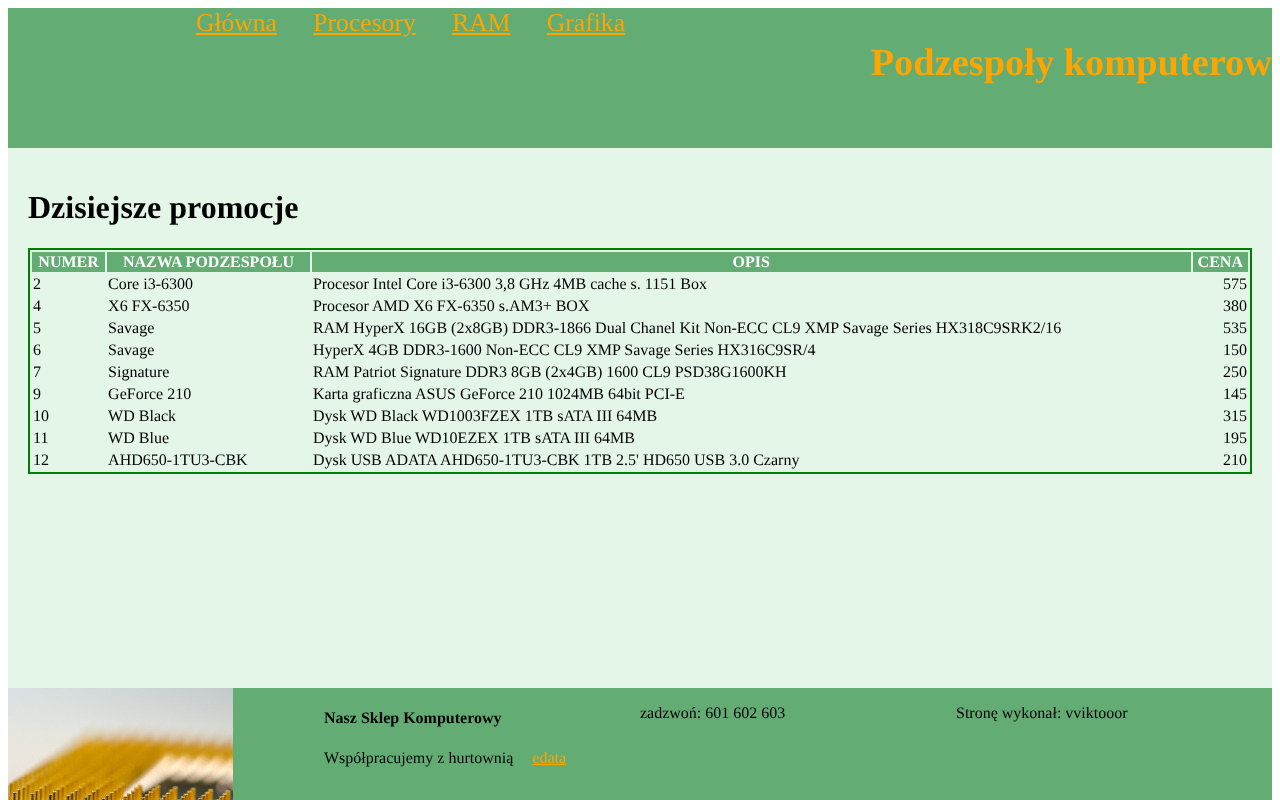 Główna Procesory RAM Grafika
Podzespoły komputerow
Dzisiejsze promocje
NUMER NAZWA PODZESPOŁU OPIS CENA
2 Core i3-6300 Procesor Intel Core i3-6300 3,8 GHz 4MB cache s. 1151 Box 575
4 X6 FX-6350 Procesor AMD X6 FX-6350 s.AM3+ BOX 380
5 Savage RAM HyperX 16GB (2x8GB) DDR3-1866 Dual Chanel Kit Non-ECC CL9 XMP Savage Series HX318C9SRK2/16 535
6 Savage HyperX 4GB DDR3-1600 Non-ECC CL9 XMP Savage Series HX316C9SR/4 150
7 Signature RAM Patriot Signature DDR3 8GB (2x4GB) 1600 CL9 PSD38G1600KH 250
9 GeForce 210 Karta graficzna ASUS GeForce 210 1024MB 64bit PCI-E 145
10 WD Black Dysk WD Black WD1003FZEX 1TB sATA III 64MB 315
11 WD Blue Dysk WD Blue WD10EZEX 1TB sATA III 64MB 195
12 AHD650-1TU3-CBK Dysk USB ADATA AHD650-1TU3-CBK 1TB 2.5' HD650 USB 3.0 Czarny 210
Nasz Sklep Komputerowy
Współpracujemy z hurtownią edata
zadzwoń: 601 602 603
Stronę wykonał: vviktooor